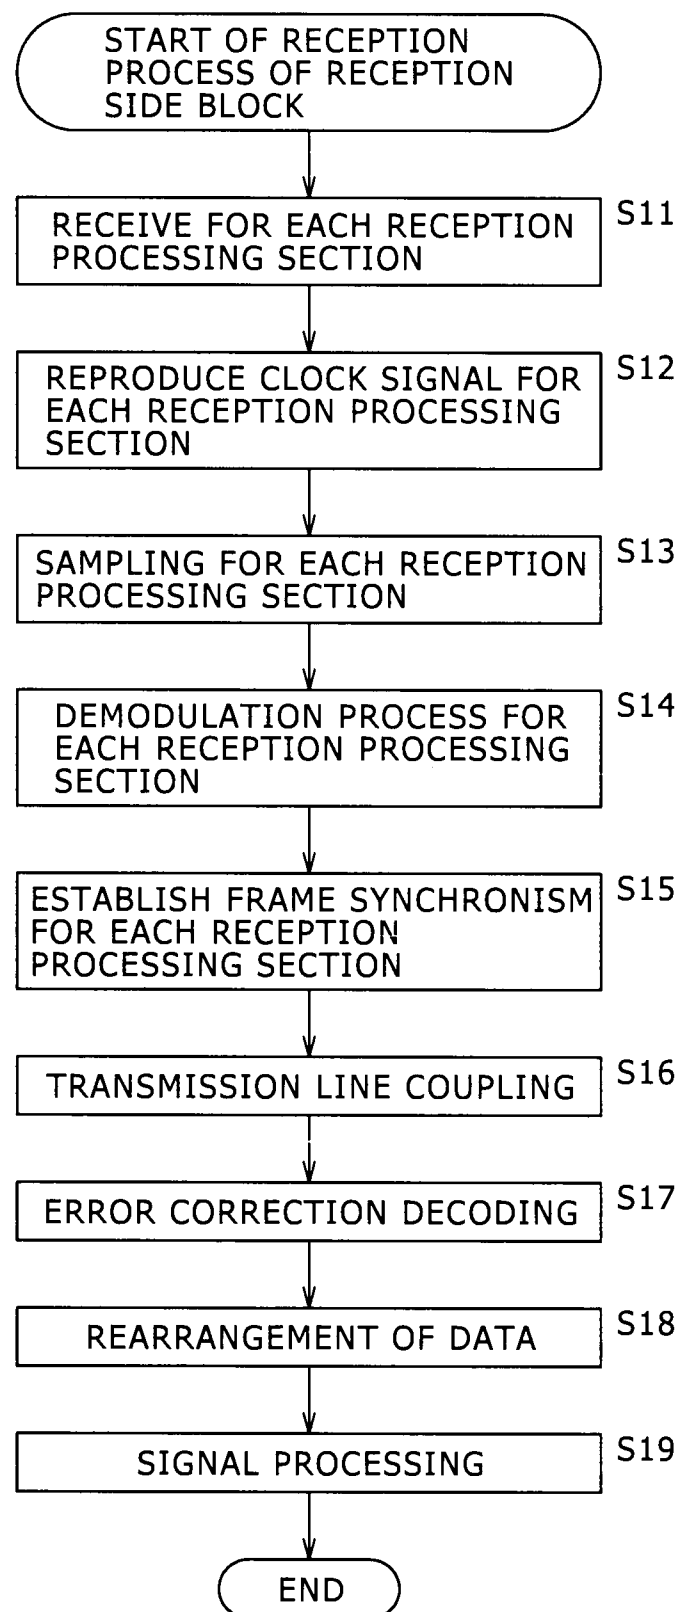 START OF RECEPTION
PROCESS OF RECEPTION
SIDE BLOCK
S11
RECEIVE FOR EACH RECEPTION
PROCESSING SECTION
S12
REPRODUCE CLOCK SIGNAL FOR
EACH RECEPTION PROCESSING
SECTION
S13
SAMPLING FOR EACH RECEPTION
PROCESSING SECTION
S14
DEMODULATION PROCESS FOR
EACH RECEPTION PROCESSING
SECTION
S15
ESTABLISH FRAME SYNCHRONISM
FOR EACH RECEPTION
PROCESSING SECTION
S16
TRANSMISSION LINE COUPLING
S17
ERROR CORRECTION DECODING
S18
REARRANGEMENT OF DATA
S19
SIGNAL PROCESSING
END